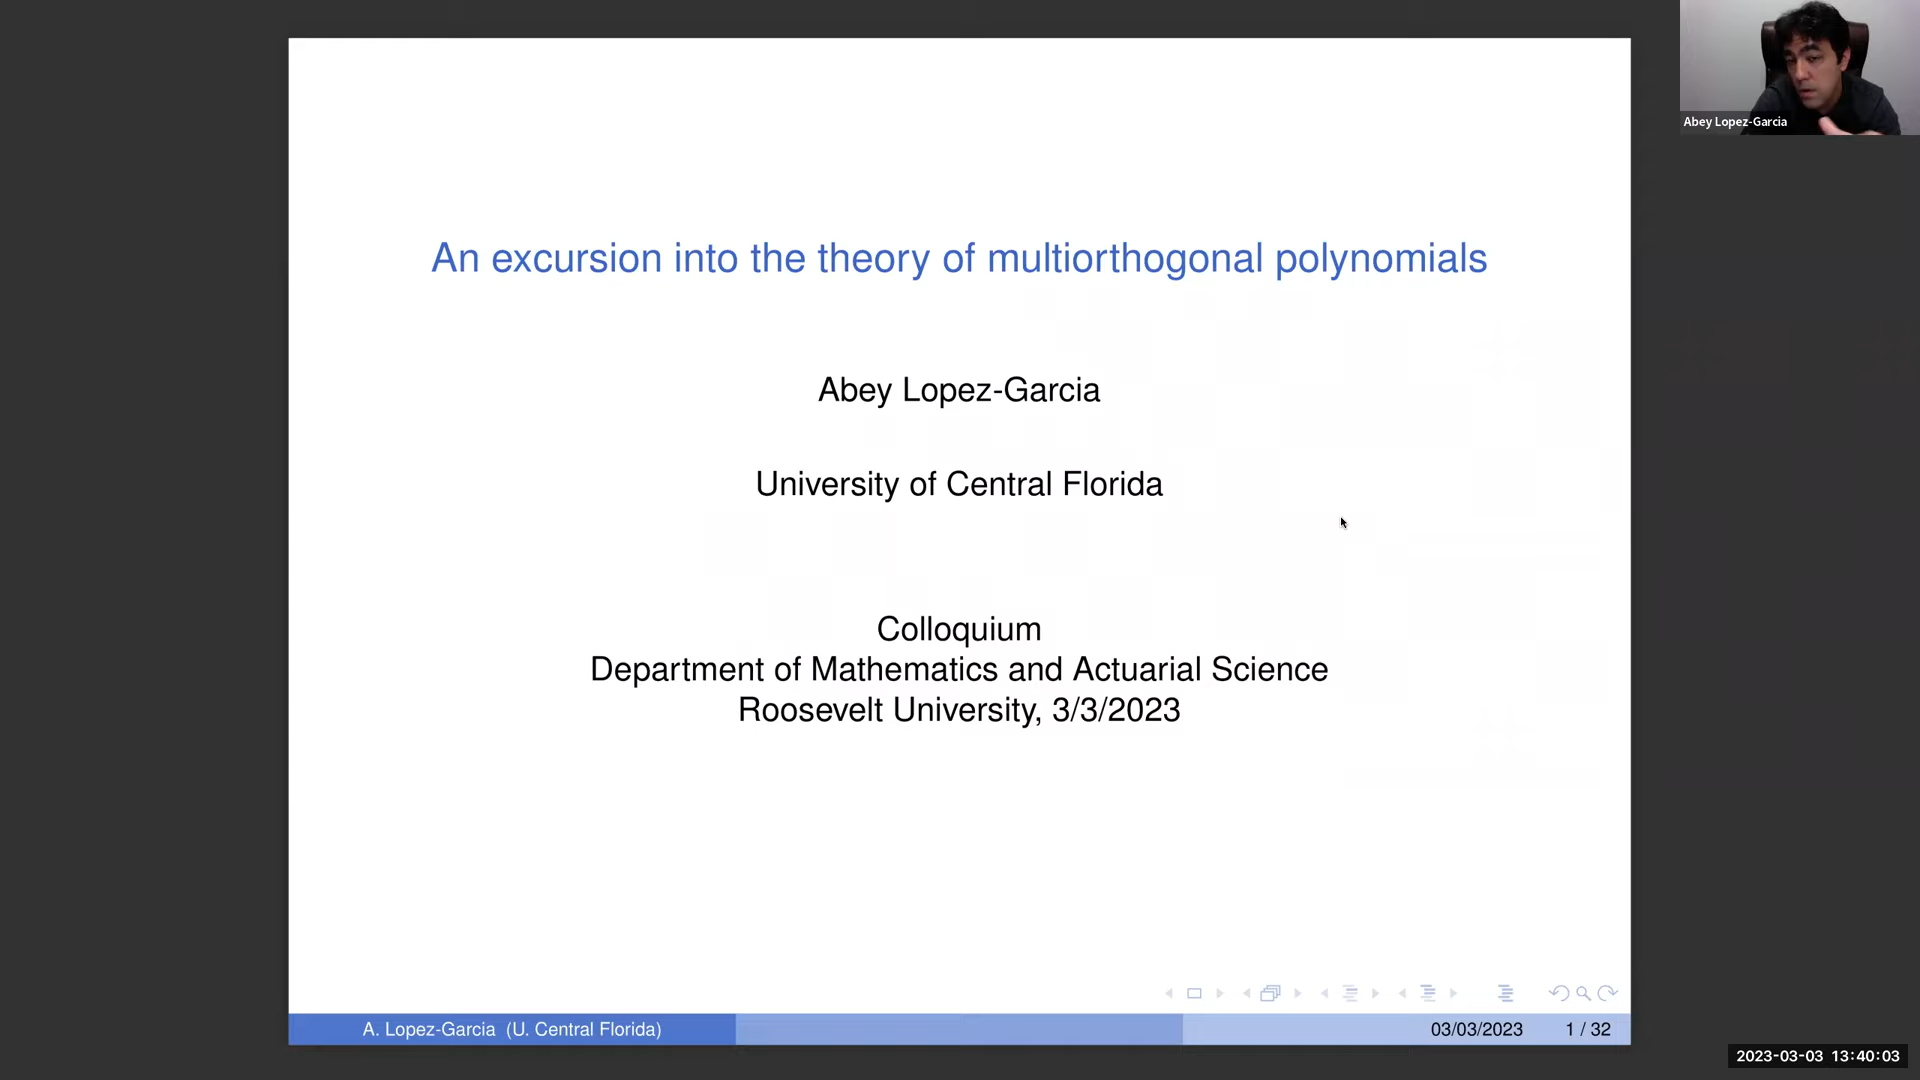 Abey Lopez-Garcia
An excursion into the theory of multiorthogonal polynomials
Abey Lopez-Garcia
University of Central Florida
Colloquium
Department of Mathematics and Actuarial Science
Roosevelt University, 3/3/2023
A. Lopez-Garcia (U. Central Florida)
03/03/2023
1 / 32
2023-03-03 13:40:03